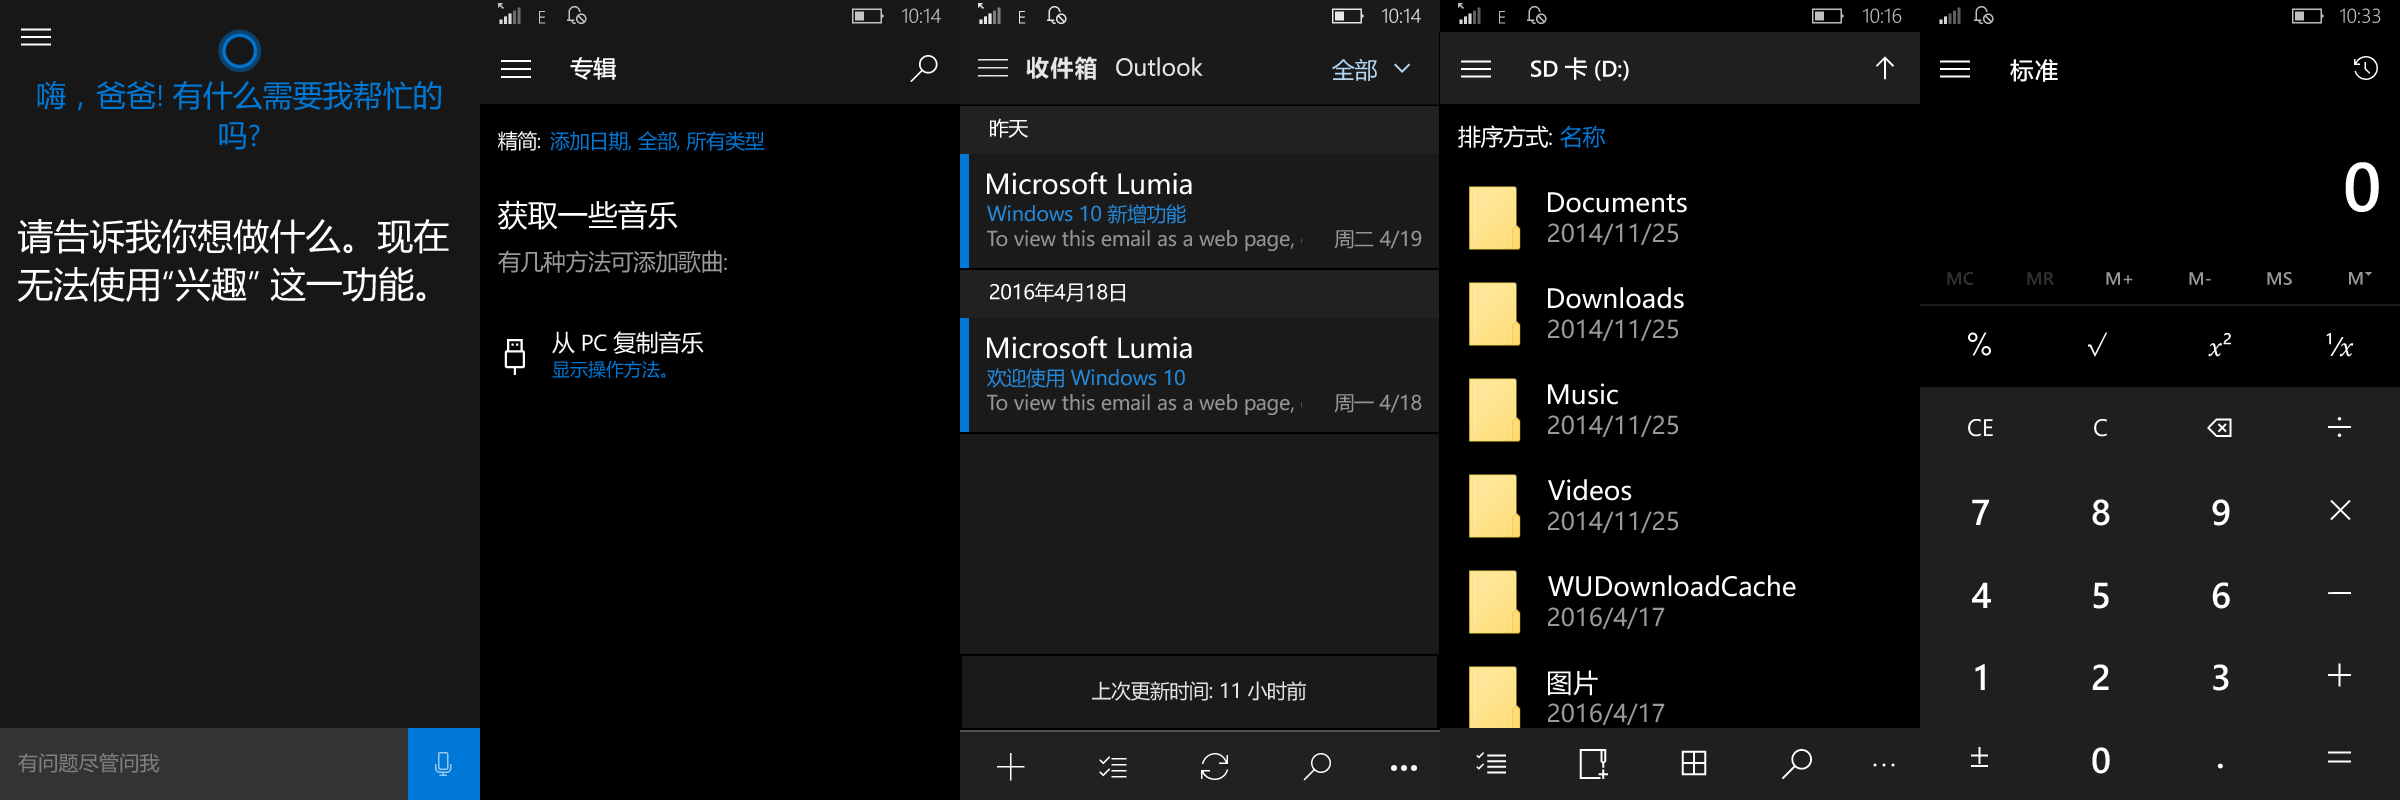 嗨，爸爸! 有什么需要我帮忙的
吗?
请告诉我你想做什么。现在
无法使用“兴趣” 这一功能。
有问题尽管问我
E 10:14
专辑
精简: 添加日期, 全部, 所有类型
获取一些音乐
有几种方法可添加歌曲:
从 PC 复制音乐
显示操作方法。
E 10:14
收件箱 Outlook 全部
昨天
Microsoft Lumia
Windows 10 新增功能
To view this email as a web page, 周二 4/19
2016年4月18日
Microsoft Lumia
欢迎使用 Windows 10
To view this email as a web page, 周一 4/18
上次更新时间: 11 小时前
E 10:16
SD 卡 (D:)
排序方式: 名称
Documents
2014/11/25
Downloads
2014/11/25
Music
2014/11/25
Videos
2014/11/25
WUDownloadCache
2016/4/17
图片
2016/4/17
10:33
标准
0
MC MR M+ M- MS M˅
% √ x² ¹/x
CE C ÷
7 8 9 ×
4 5 6 −
1 2 3 +
± 0 . =